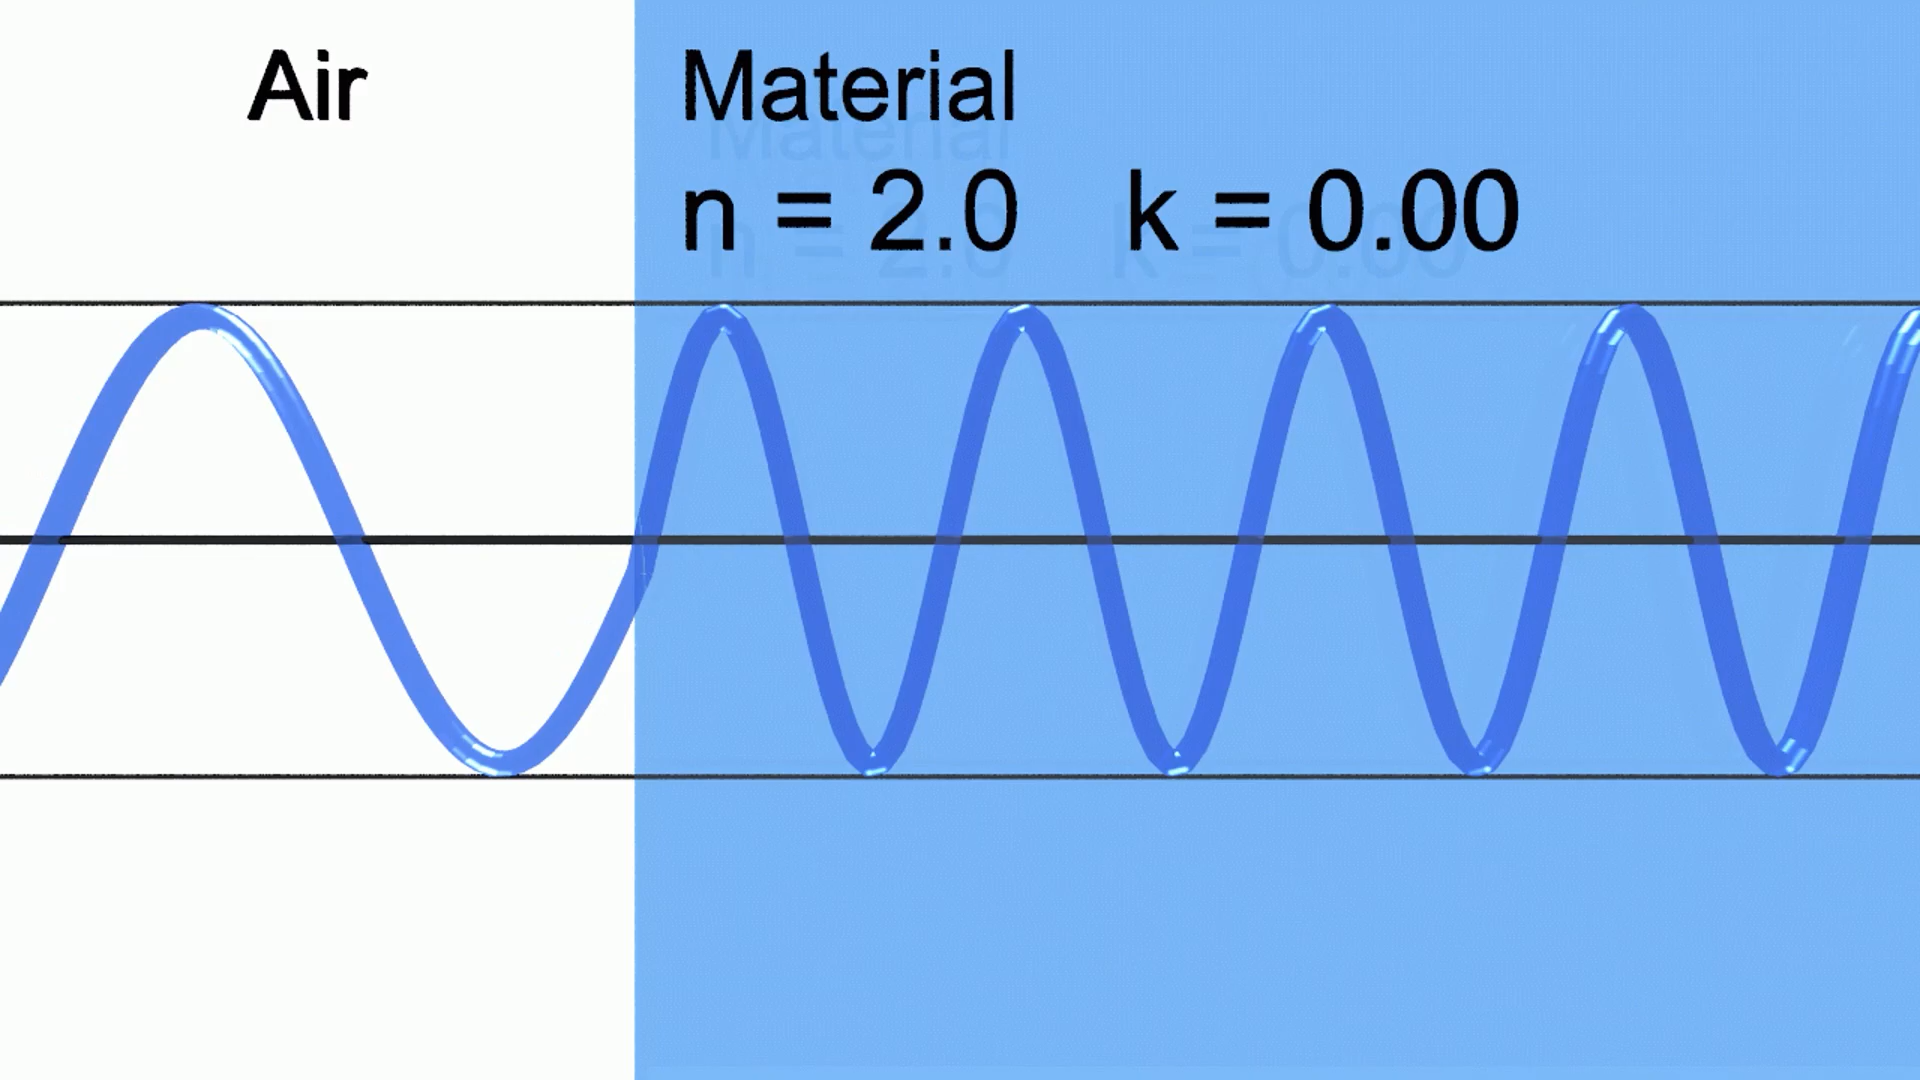 Air
Material
n = 2.0 k = 0.00